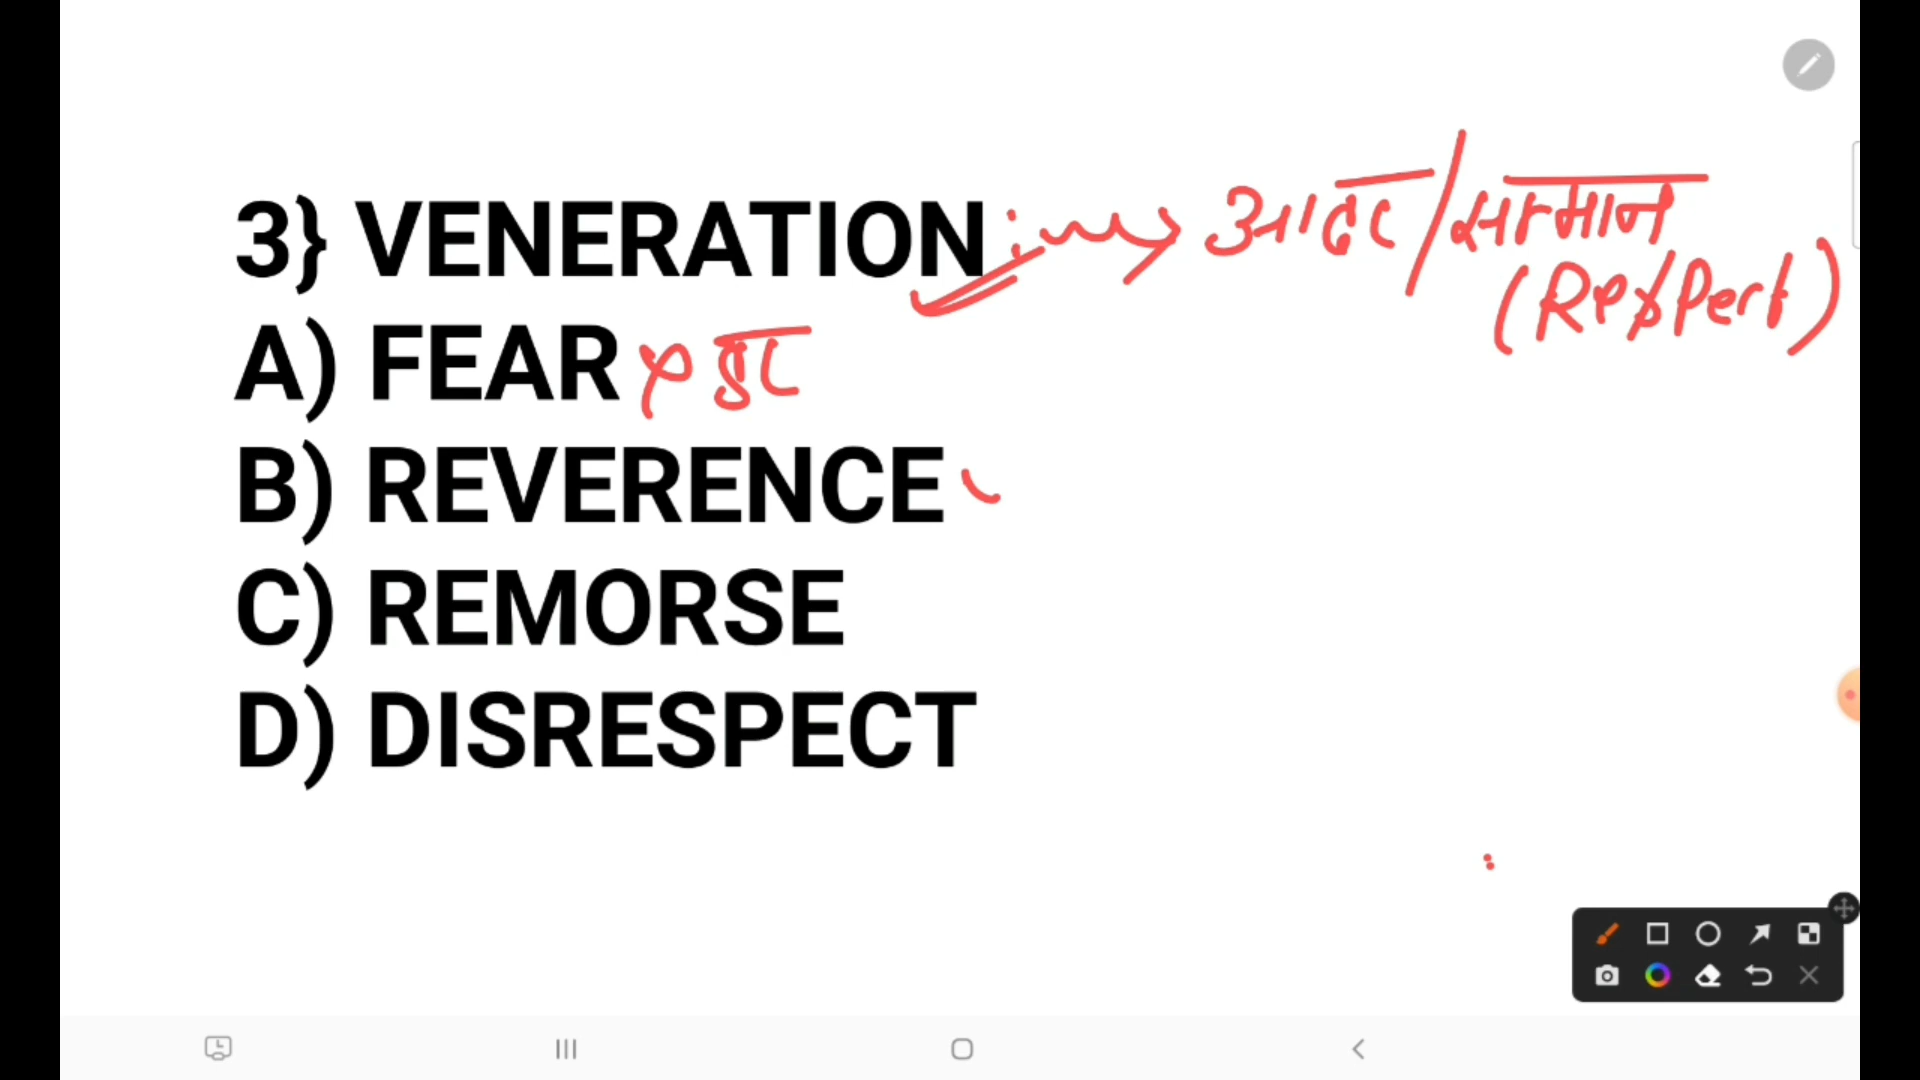 3} VENERATION : → आदर / सम्मान
(Respect)
A) FEAR × डर
B) REVERENCE
C) REMORSE
D) DISRESPECT